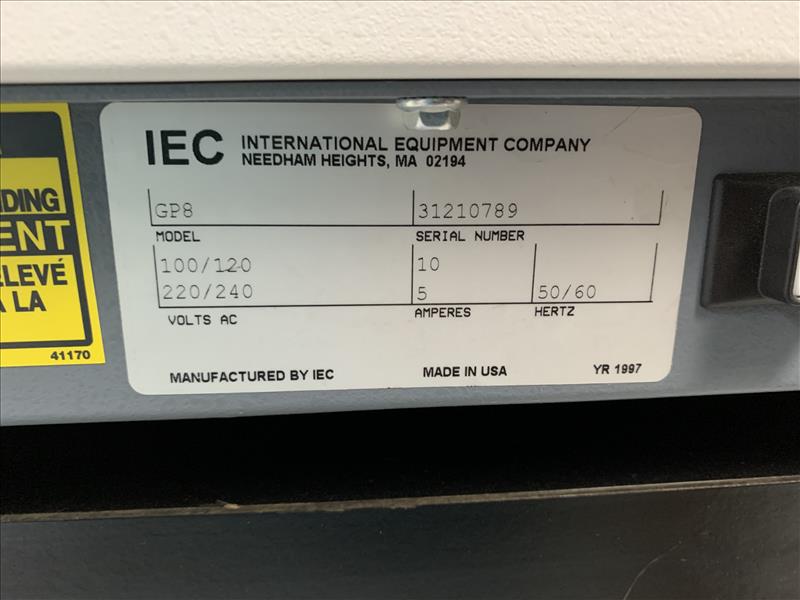 DING
ENT
LEVÉ
LA
41170
IEC INTERNATIONAL EQUIPMENT COMPANY
NEEDHAM HEIGHTS, MA 02194
GP8 31210789
MODEL SERIAL NUMBER
100/120 10
220/240 5 50/60
VOLTS AC AMPERES HERTZ
MANUFACTURED BY IEC MADE IN USA YR 1997